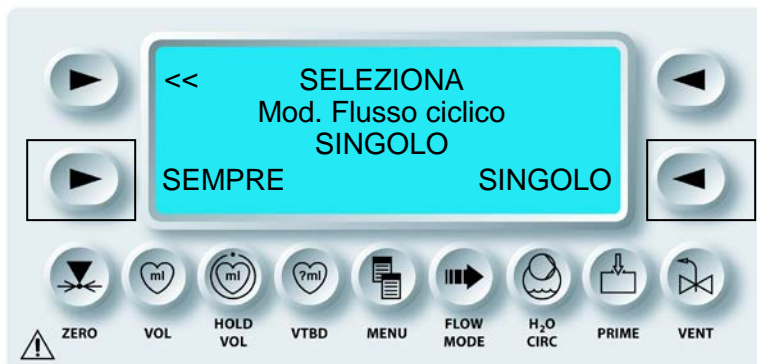 << SELEZIONA
Mod. Flusso ciclico
SINGOLO
SEMPRE SINGOLO
ml ml ?ml
ZERO VOL HOLD VOL VTBD MENU FLOW MODE H₂O CIRC PRIME VENT